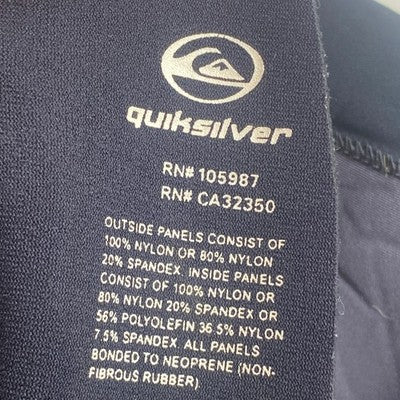 quiksilver
RN# 105987
RN# CA32350
OUTSIDE PANELS CONSIST OF
100% NYLON OR 80% NYLON
20% SPANDEX. INSIDE PANELS
CONSIST OF 100% NYLON OR
80% NYLON 20% SPANDEX OR
56% POLYOLEFIN 36.5% NYLON
7.5% SPANDEX. ALL PANELS
BONDED TO NEOPRENE (NON-
FIBROUS RUBBER).